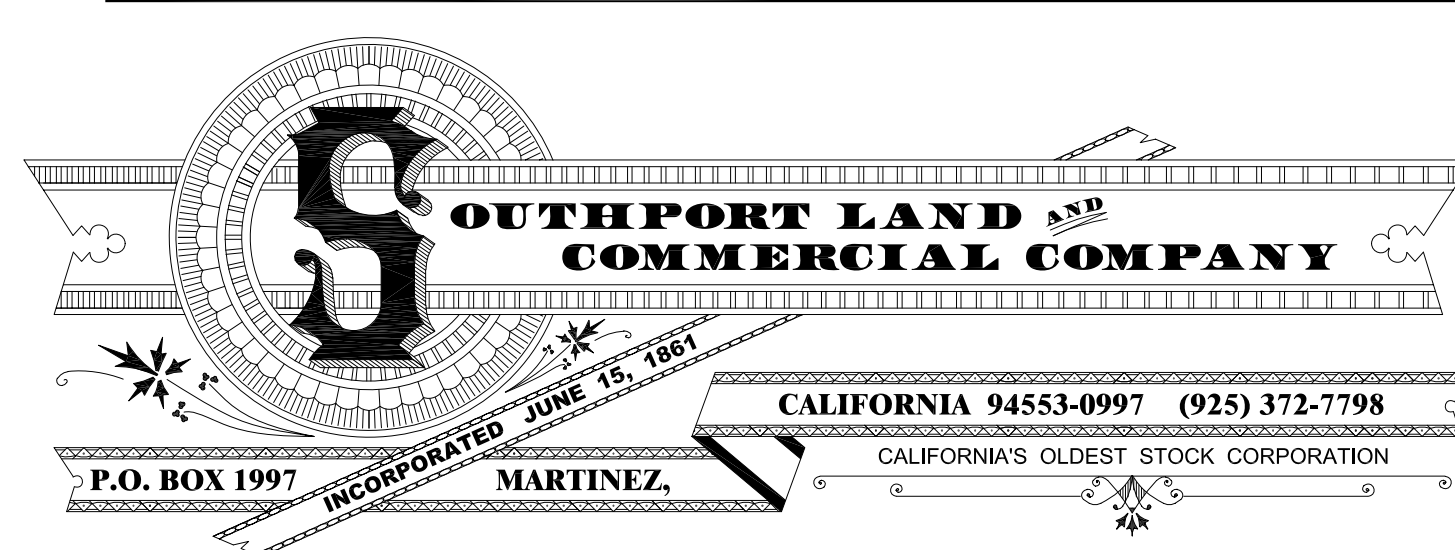 SOUTHPORT LAND AND
COMMERCIAL COMPANY
INCORPORATED JUNE 15, 1861
P.O. BOX 1997 MARTINEZ,
CALIFORNIA 94553-0997 (925) 372-7798
CALIFORNIA'S OLDEST STOCK CORPORATION